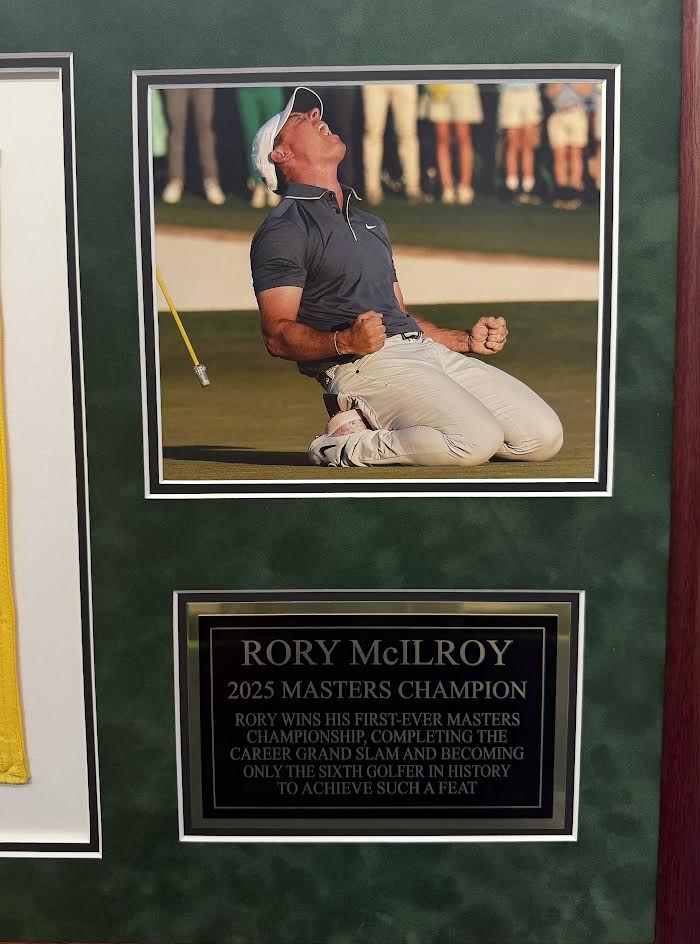 RORY McILROY
2025 MASTERS CHAMPION
RORY WINS HIS FIRST-EVER MASTERS
CHAMPIONSHIP, COMPLETING THE
CAREER GRAND SLAM AND BECOMING
ONLY THE SIXTH GOLFER IN HISTORY
TO ACHIEVE SUCH A FEAT